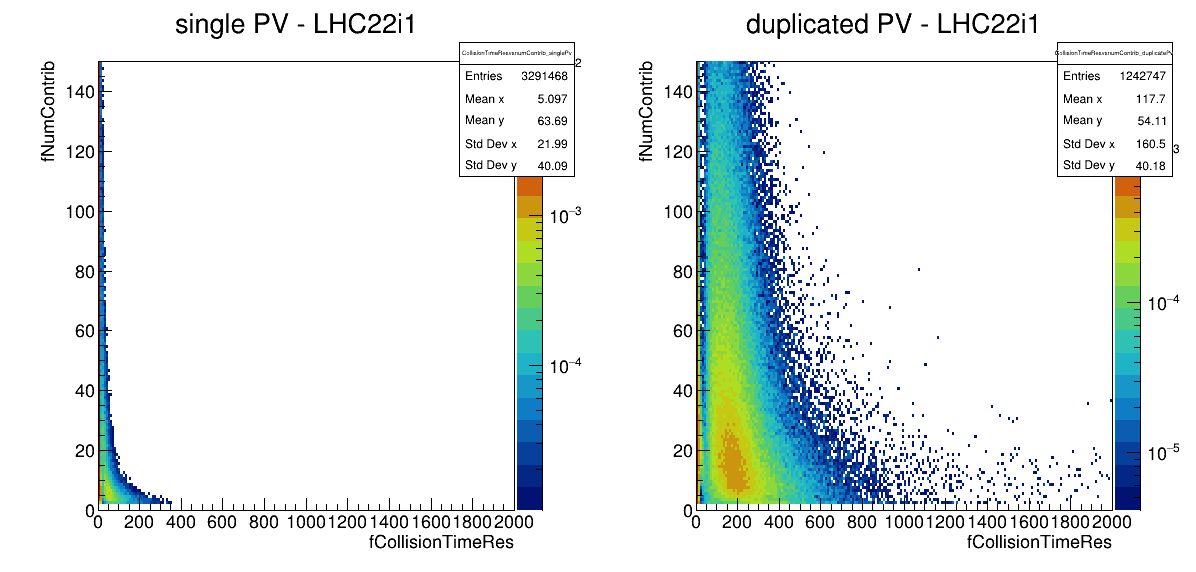 single PV - LHC22i1
CollisionTimeResvsnumContrib_singlePv
Entries 3291468
Mean x 5.097
Mean y 63.69
Std Dev x 21.99
Std Dev y 40.09
2
fNumContrib
140
120
100
80
60
40
20
0
0 200 400 600 800 1000 1200 1400 1600 1800 2000
fCollisionTimeRes
10−3
10−4
duplicated PV - LHC22i1
CollisionTimeResvsnumContrib_duplicatePv
Entries 1242747
Mean x 117.7
Mean y 54.11
Std Dev x 160.5
Std Dev y 40.18
3
fNumContrib
140
120
100
80
60
40
20
0
0 200 400 600 800 1000 1200 1400 1600 1800 2000
fCollisionTimeRes
10−4
10−5